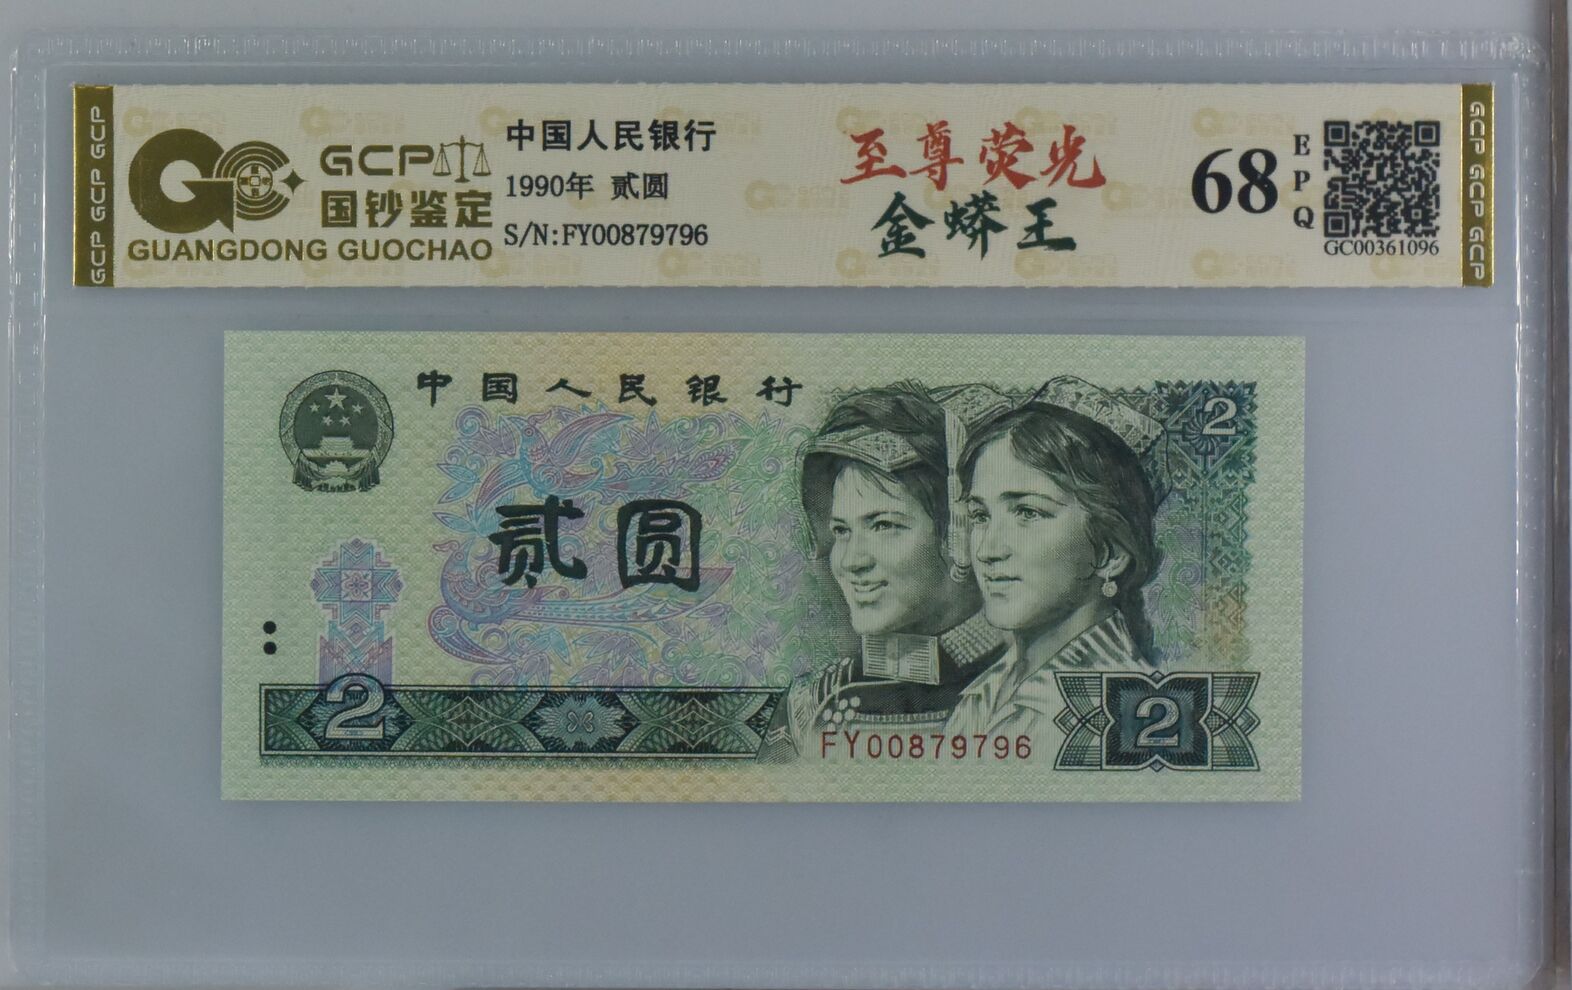 GCP GCP GCP
GCP
国钞鉴定
GUANGDONG GUOCHAO
中国人民银行
1990年 贰圆
S/N:FY00879796
至尊荧光
金蟒王
68
EPQ
GC00361096
GCP GCP GCP
中国人民银行
2
贰圆
2
FY00879796
2